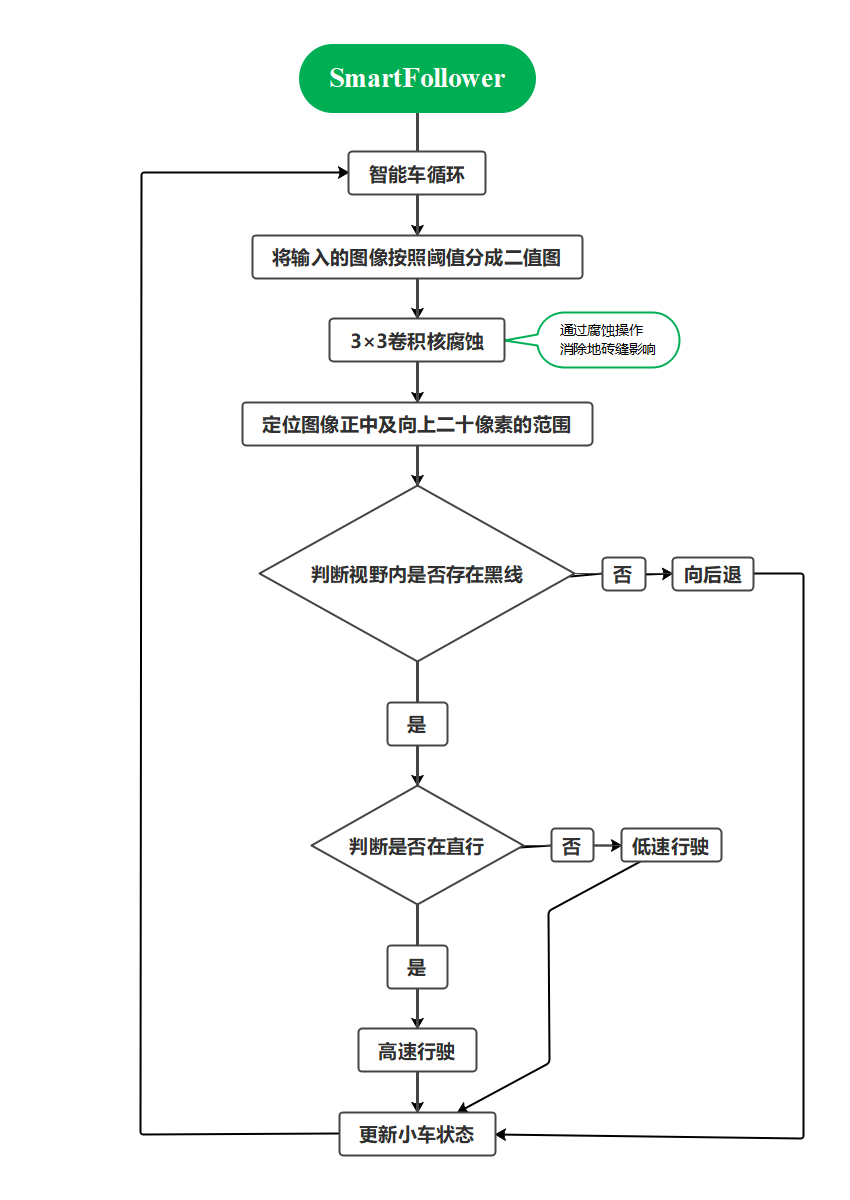 SmartFollower
智能车循环
将输入的图像按照阈值分成二值图
3×3卷积核腐蚀
通过腐蚀操作
消除地砖缝影响
定位图像正中及向上二十像素的范围
判断视野内是否存在黑线
否
向后退
是
判断是否在直行
否
低速行驶
是
高速行驶
更新小车状态